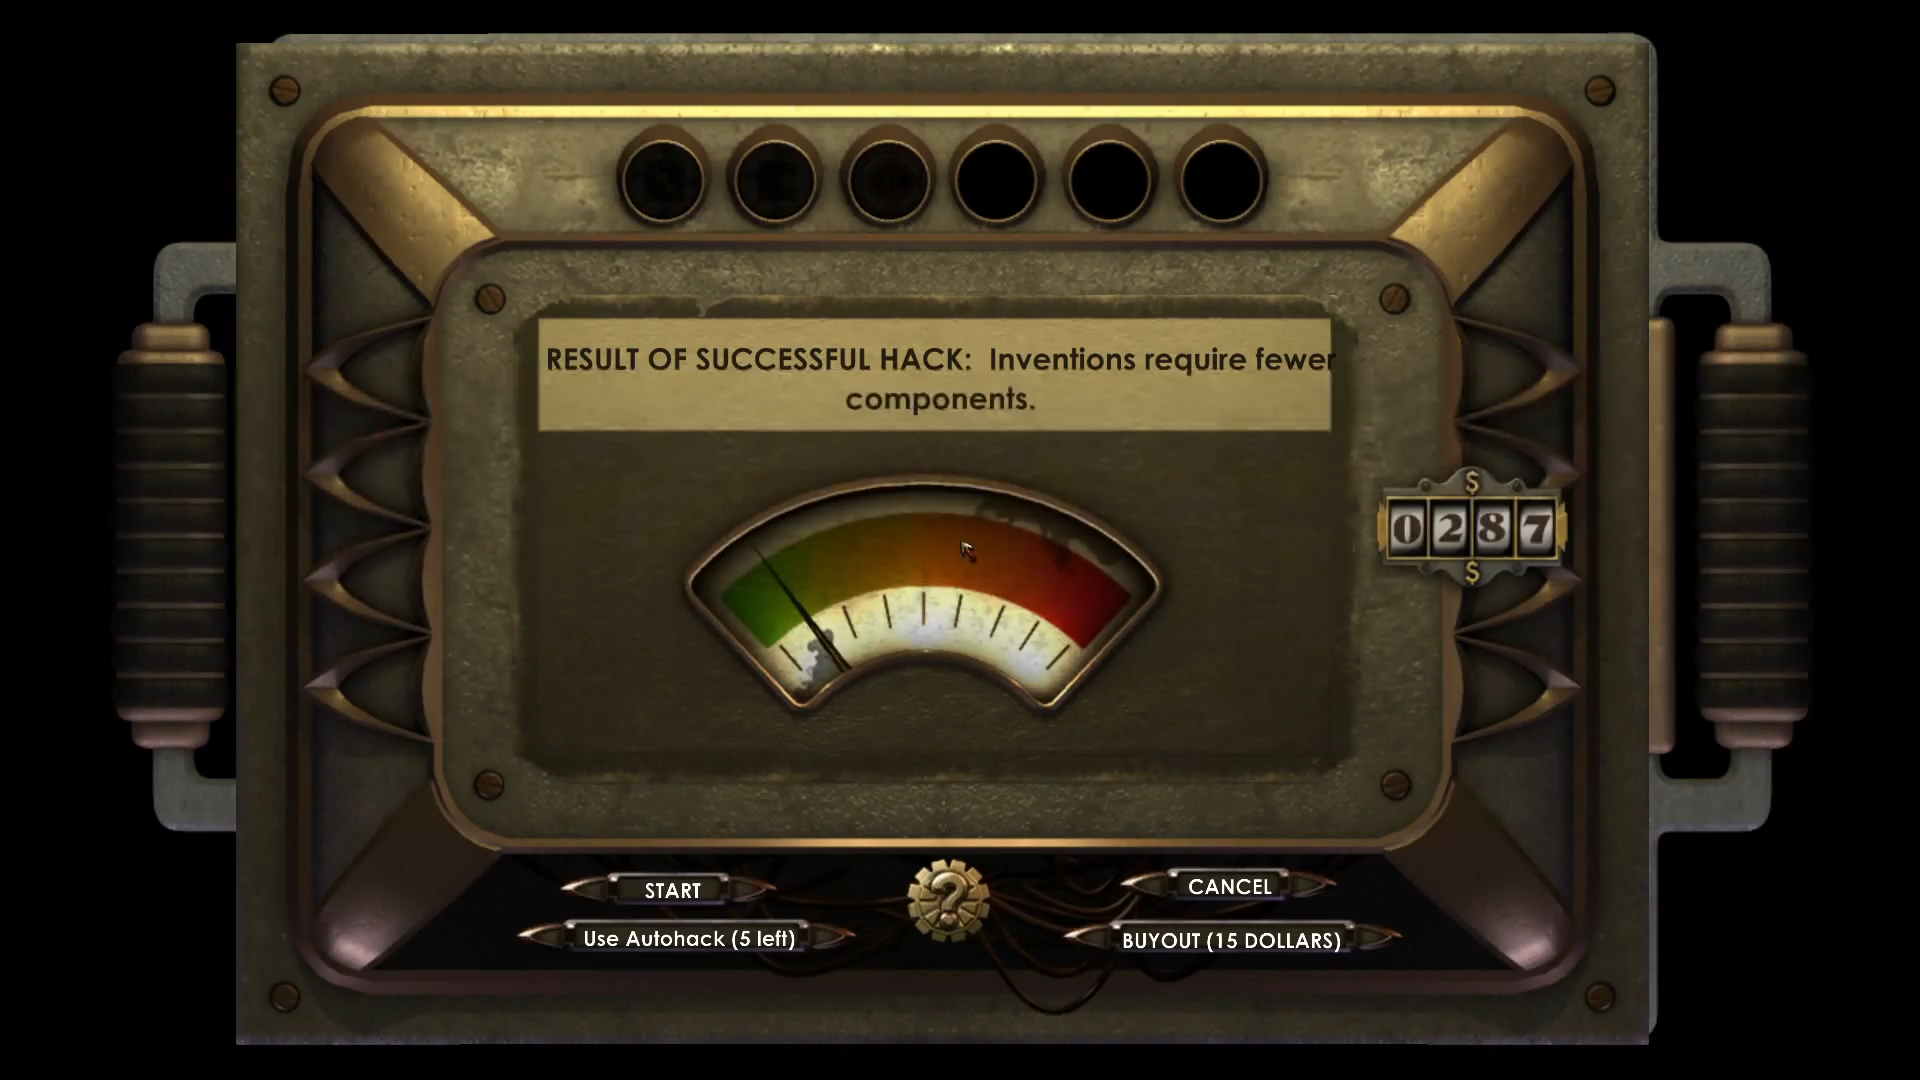 RESULT OF SUCCESSFUL HACK: Inventions require fewer
components.
$
0287
$
START
?
CANCEL
Use Autohack (5 left)
BUYOUT (15 DOLLARS)